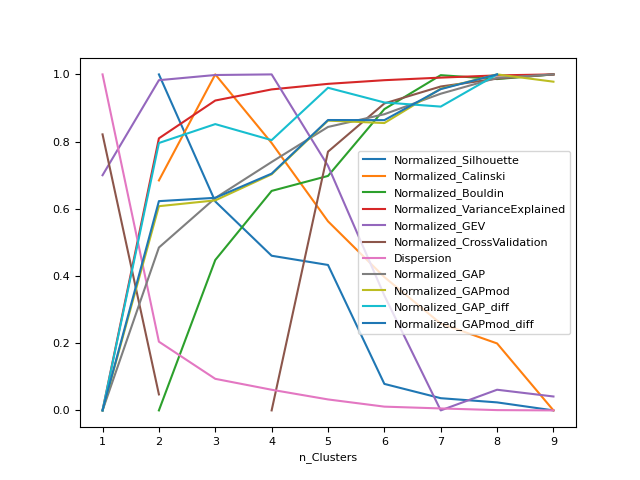 1.0
0.8
0.6
0.4
0.2
0.0
Normalized_Silhouette
Normalized_Calinski
Normalized_Bouldin
Normalized_VarianceExplained
Normalized_GEV
Normalized_CrossValidation
Dispersion
Normalized_GAP
Normalized_GAPmod
Normalized_GAP_diff
Normalized_GAPmod_diff
1 2 3 4 5 6 7 8 9
n_Clusters